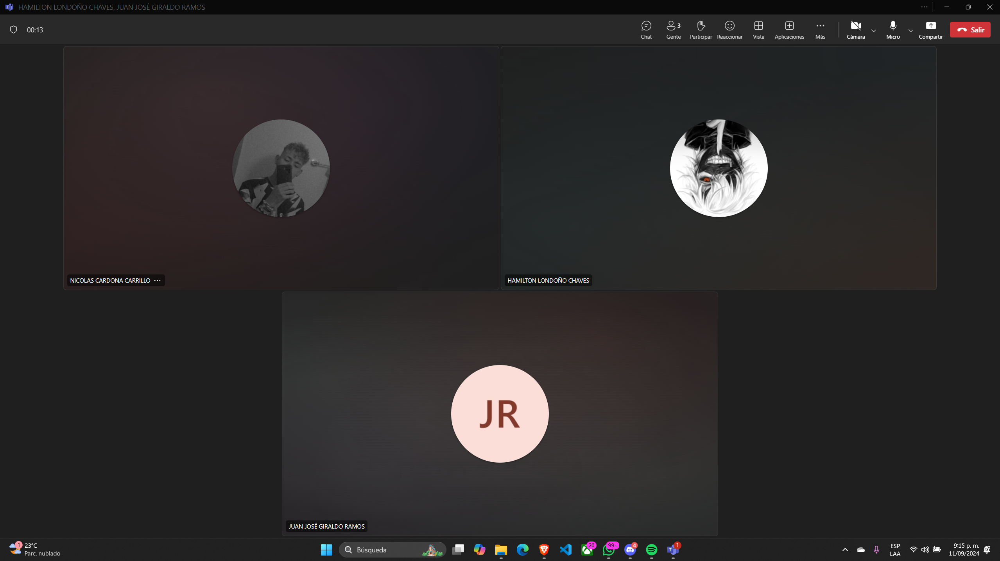 HAMILTON LONDOÑO CHAVES, JUAN JOSÉ GIRALDO RAMOS
00:13
Chat
Gente
3
Participar
Reaccionar
Vista
Aplicaciones
Más
Cámara
Micro
Compartir
Salir
NICOLAS CARDONA CARRILLO
HAMILTON LONDOÑO CHAVES
JR
JUAN JOSÉ GIRALDO RAMOS
1
23°C
Parc. nublado
Búsqueda
20
99+
4
1
ESP
LAA
9:15 p. m.
11/09/2024